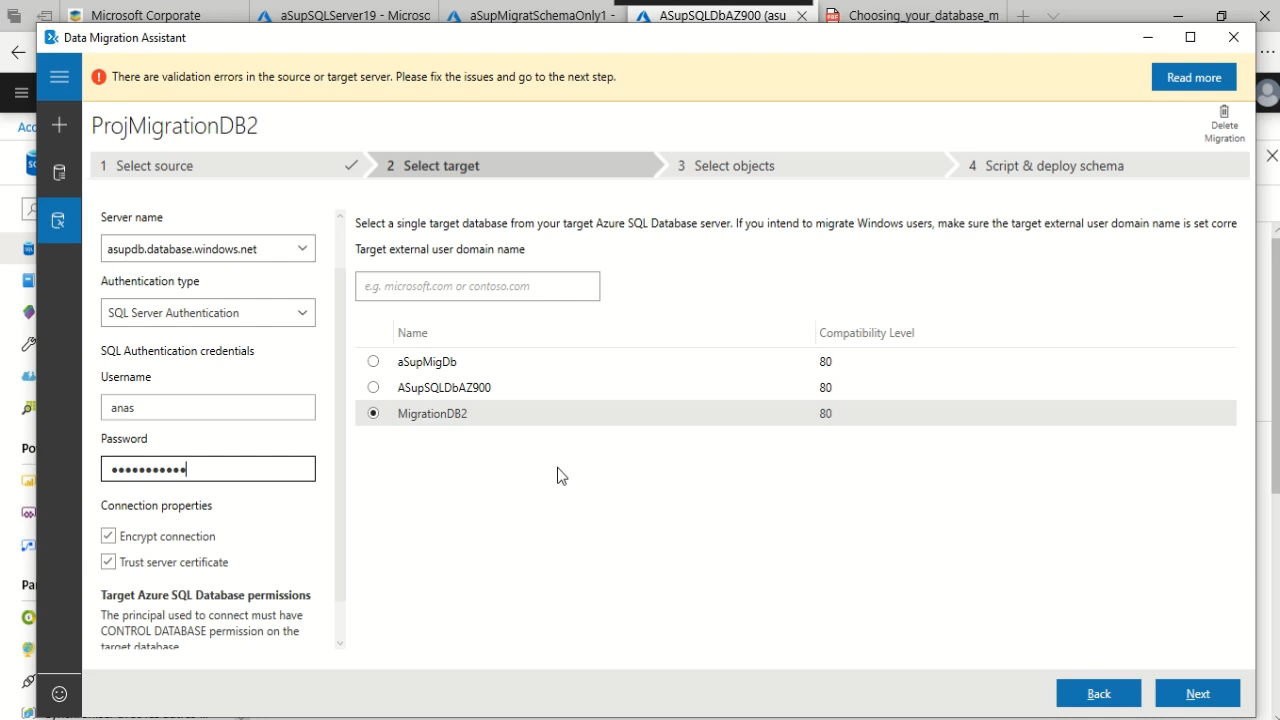 Microsoft Corporate
aSupSQLServer19 - Microsc
aSupMigratSchemaOnly1 -
ASupSQLDbAZ900 (asu
Choosing_your_database_m
Data Migration Assistant
There are validation errors in the source or target server. Please fix the issues and go to the next step.
Read more
ProjMigrationDB2
Delete
Migration
1 Select source
2 Select target
3 Select objects
4 Script & deploy schema
Server name
asupdb.database.windows.net
Authentication type
SQL Server Authentication
SQL Authentication credentials
Username
anas
Password
Connection properties
Encrypt connection
Trust server certificate
Target Azure SQL Database permissions
The principal used to connect must have
CONTROL DATABASE permission on the
target database
Select a single target database from your target Azure SQL Database server. If you intend to migrate Windows users, make sure the target external user domain name is set corre
Target external user domain name
e.g. microsoft.com or contoso.com
Name Compatibility Level
aSupMigDb 80
ASupSQLDbAZ900 80
MigrationDB2 80
Back
Next
Acc
Po
Pa